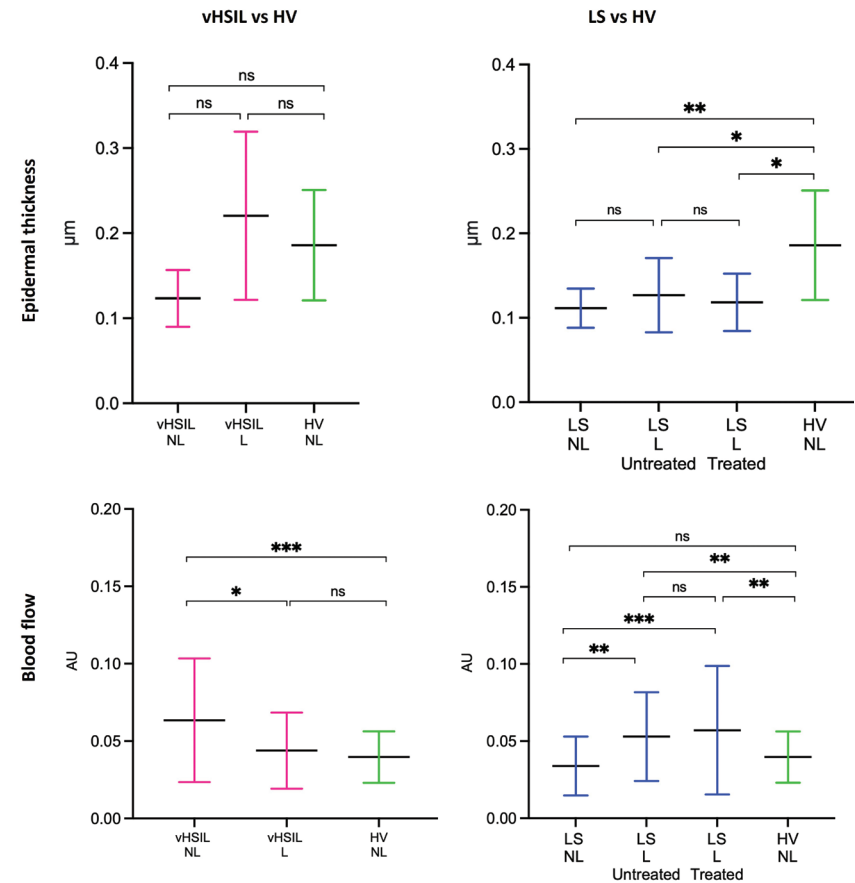 vHSIL vs HV
LS vs HV
Epidermal thickness
µm
0.4
0.3
0.2
0.1
0.0
ns
ns
ns
vHSIL
NL
vHSIL
L
HV
NL
µm
0.4
0.3
0.2
0.1
0.0
**
*
*
ns
ns
LS
NL
LS
L
Untreated
LS
L
Treated
HV
NL
Blood flow
AU
0.20
0.15
0.10
0.05
0.00
***
*
ns
vHSIL
NL
vHSIL
L
HV
NL
AU
0.20
0.15
0.10
0.05
0.00
ns
**
ns
**
***
**
LS
NL
LS
L
Untreated
LS
L
Treated
HV
NL